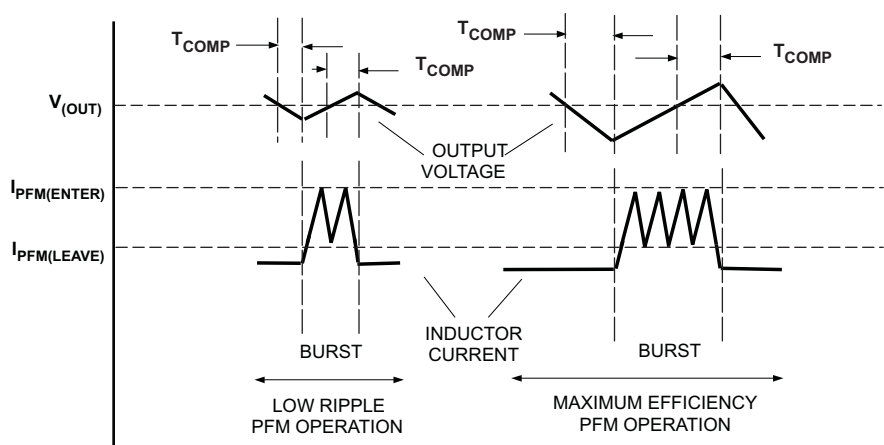 T_COMP
T_COMP
T_COMP
T_COMP
V_(OUT)
OUTPUT
VOLTAGE
I_PFM(ENTER)
I_PFM(LEAVE)
INDUCTOR
CURRENT
BURST
BURST
LOW RIPPLE
PFM OPERATION
MAXIMUM EFFICIENCY
PFM OPERATION